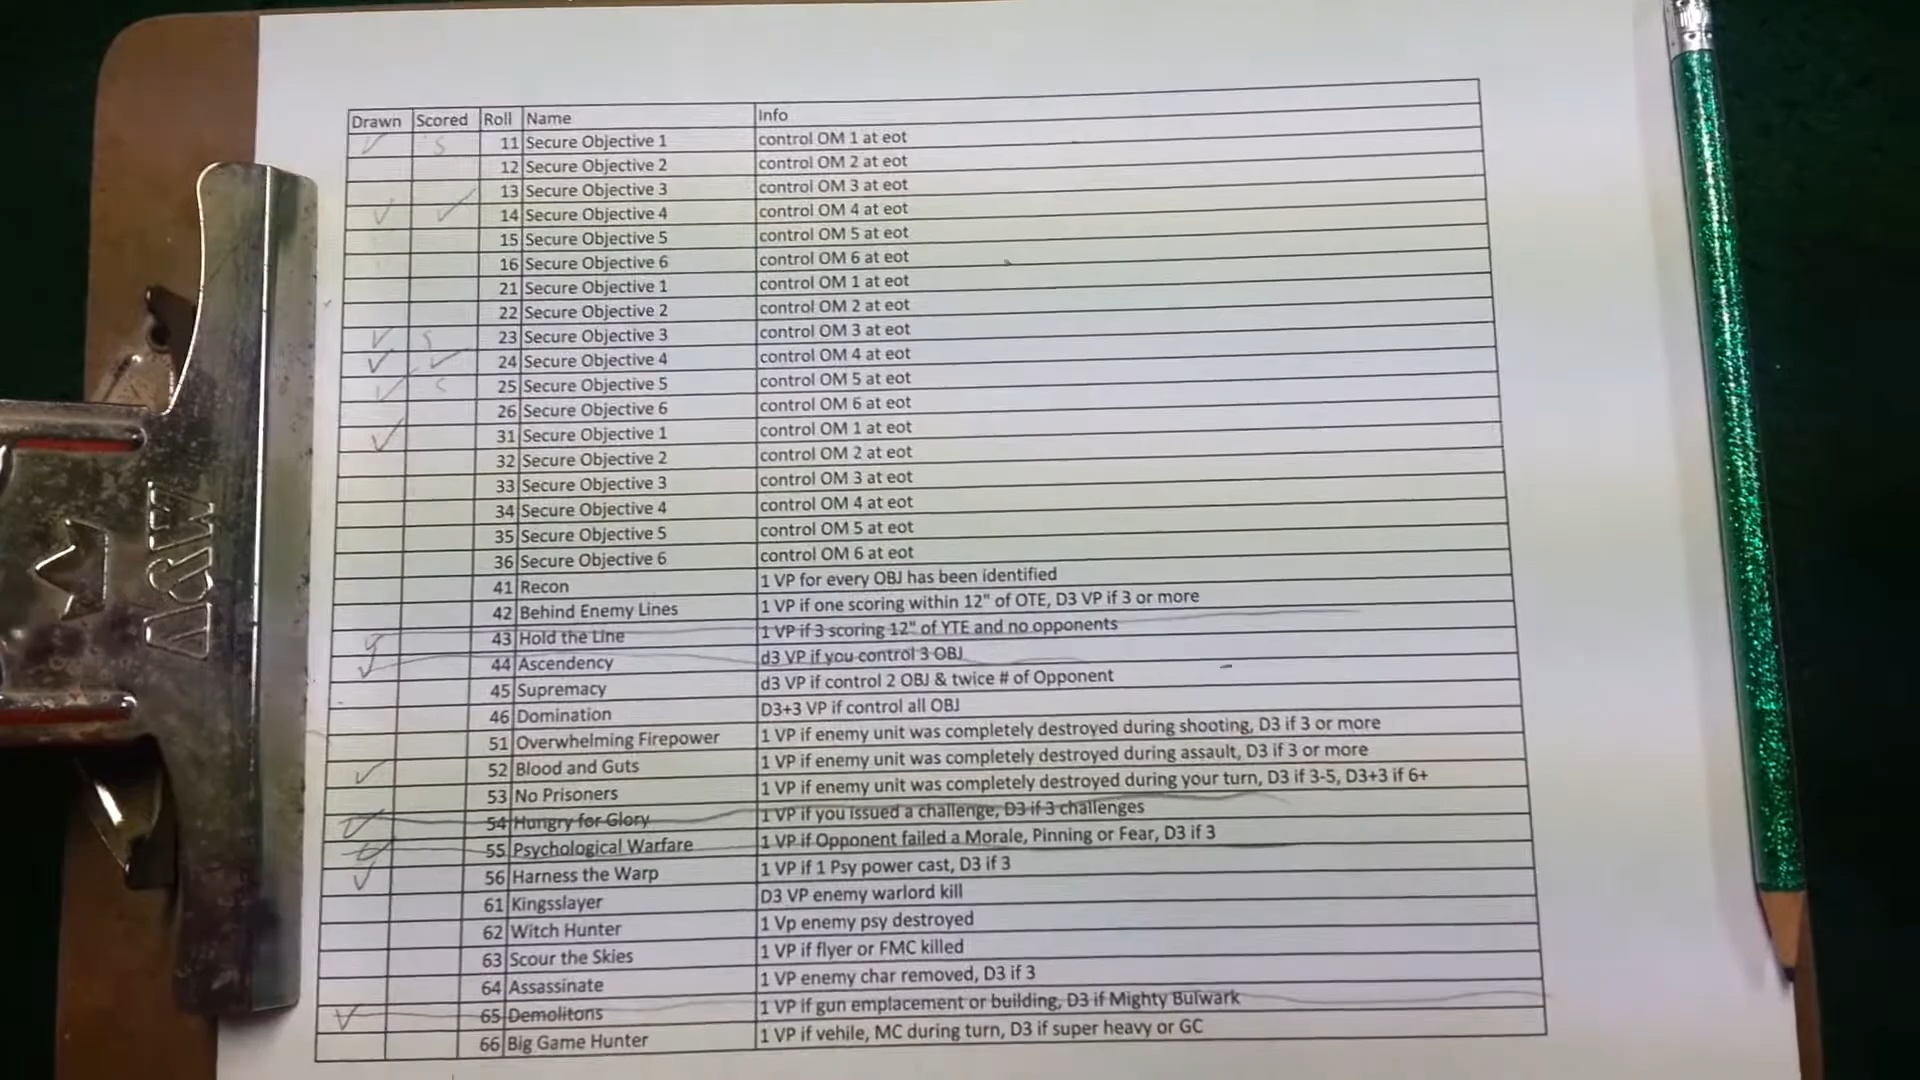 Drawn Scored Roll Name Info
✓ S 11 Secure Objective 1 control OM 1 at eot
12 Secure Objective 2 control OM 2 at eot
13 Secure Objective 3 control OM 3 at eot
✓ ✓ 14 Secure Objective 4 control OM 4 at eot
15 Secure Objective 5 control OM 5 at eot
16 Secure Objective 6 control OM 6 at eot
21 Secure Objective 1 control OM 1 at eot
22 Secure Objective 2 control OM 2 at eot
✓ S 23 Secure Objective 3 control OM 3 at eot
✓ ✓ 24 Secure Objective 4 control OM 4 at eot
✓ S 25 Secure Objective 5 control OM 5 at eot
26 Secure Objective 6 control OM 6 at eot
✓ 31 Secure Objective 1 control OM 1 at eot
32 Secure Objective 2 control OM 2 at eot
33 Secure Objective 3 control OM 3 at eot
34 Secure Objective 4 control OM 4 at eot
35 Secure Objective 5 control OM 5 at eot
36 Secure Objective 6 control OM 6 at eot
41 Recon 1 VP for every OBJ has been identified
42 Behind Enemy Lines 1 VP if one scoring within 12" of OTE, D3 VP if 3 or more
43 Hold the Line 1 VP if 3 scoring 12" of YTE and no opponents
✓ 44 Ascendency d3 VP if you control 3 OBJ
45 Supremacy d3 VP if control 2 OBJ & twice # of Opponent
46 Domination D3+3 VP if control all OBJ
51 Overwhelming Firepower 1 VP if enemy unit was completely destroyed during shooting, D3 if 3 or more
✓ 52 Blood and Guts 1 VP if enemy unit was completely destroyed during assault, D3 if 3 or more
53 No Prisoners 1 VP if enemy unit was completely destroyed during your turn, D3 if 3-5, D3+3 if 6+
✓ 54 Hungry for Glory 1 VP if you issued a challenge, D3 if 3 challenges
✓ 55 Psychological Warfare 1 VP if Opponent failed a Morale, Pinning or Fear, D3 if 3
✓ 56 Harness the Warp 1 VP if 1 Psy power cast, D3 if 3
61 Kingsslayer D3 VP enemy warlord kill
62 Witch Hunter 1 Vp enemy psy destroyed
63 Scour the Skies 1 VP if flyer or FMC killed
64 Assassinate 1 VP enemy char removed, D3 if 3
✓ 65 Demolitons 1 VP if gun emplacement or building, D3 if Mighty Bulwark
66 Big Game Hunter 1 VP if vehile, MC during turn, D3 if super heavy or GC
A&W